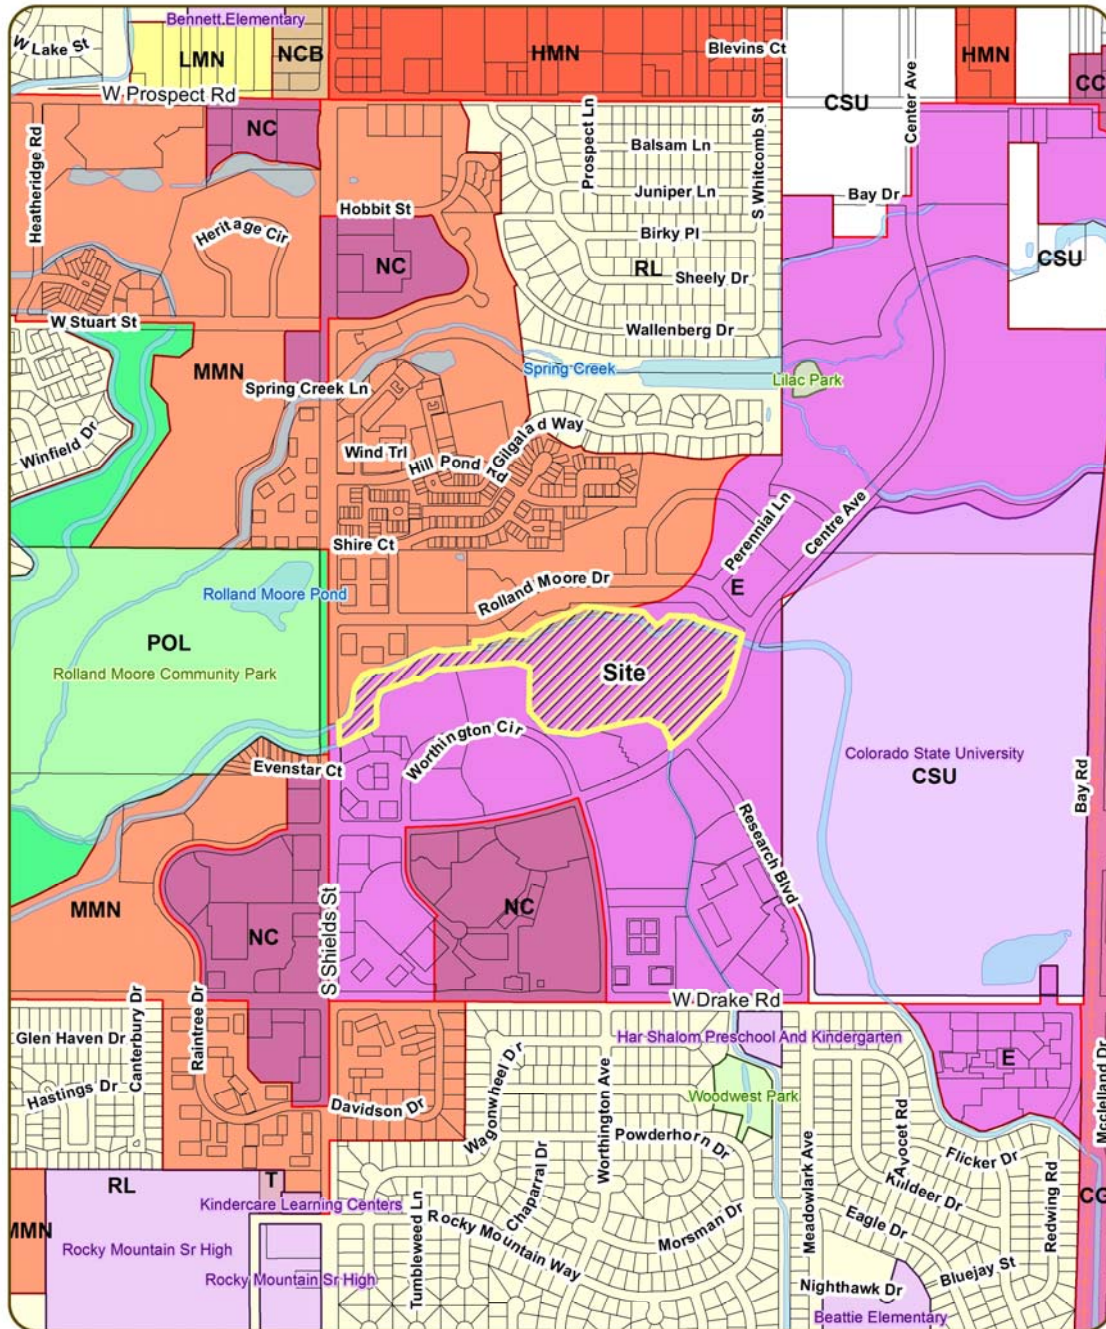 Bennett Elementary
W Lake St
LMN
NCB
HMN
Blevins Ct
HMN
CC
W Prospect Rd
CSU
Center Ave
Heatheridge Rd
NC
Prospect Ln
S Whitcomb St
Balsam Ln
Juniper Ln
Bay Dr
Hobbit St
Heritage Cir
Birky Pl
NC
RL
Sheely Dr
CSU
W Stuart St
Wallenberg Dr
MMN
Spring Creek
Lilac Park
Spring Creek Ln
Winfield Dr
Wind Trl
Hill Pond Rd
Gilgalad Way
Shire Ct
Perennial Ln
Centre Ave
Rolland Moore Pond
Rolland Moore Dr
E
POL
Rolland Moore Community Park
Site
Worthington Cir
Evenstar Ct
Colorado State University
CSU
Bay Rd
Research Blvd
MMN
NC
S Shields St
NC
W Drake Rd
Glen Haven Dr
Canterbury Dr
Raintree Dr
Har Shalom Preschool And Kindergarten
E
Hastings Dr
Davidson Dr
Wagonwheel Dr
Worthington Ave
Woodwest Park
Mcclelland Dr
Powderhorn Dr
Meadowlark Ave
Avocet Rd
Flicker Dr
RL
T
Kindercare Learning Centers
Chaparral Dr
Killdeer Dr
Redwing Rd
CG
MMN
Rocky Mountain Sr High
Tumbleweed Ln
Rocky Mountain Way
Morsman Dr
Eagle Dr
Rocky Mountain Sr High
Bluejay St
Nighthawk Dr
Beattie Elementary